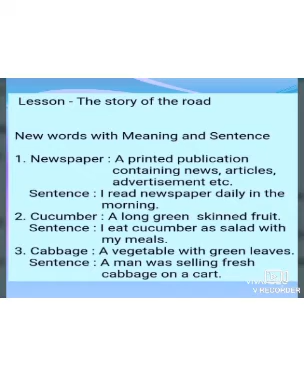 Lesson - The story of the road
New words with Meaning and Sentence
1. Newspaper : A printed publication
containing news, articles,
advertisement etc.
Sentence : I read newspaper daily in the
morning.
2. Cucumber : A long green skinned fruit.
Sentence : I eat cucumber as salad with
my meals.
3. Cabbage : A vegetable with green leaves.
Sentence : A man was selling fresh
cabbage on a cart.
V RECORDER